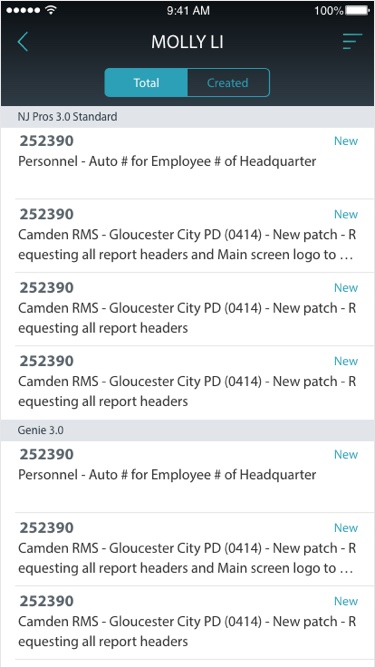 9:41 AM 100%
MOLLY LI
Total Created
NJ Pros 3.0 Standard
252390 New
Personnel - Auto # for Employee # of Headquarter
252390 New
Camden RMS - Gloucester City PD (0414) - New patch - R
equesting all report headers and Main screen logo to ...
252390 New
Camden RMS - Gloucester City PD (0414) - New patch - R
equesting all report headers
252390 New
Camden RMS - Gloucester City PD (0414) - New patch - R
equesting all report headers
Genie 3.0
252390 New
Personnel - Auto # for Employee # of Headquarter
252390 New
Camden RMS - Gloucester City PD (0414) - New patch - R
equesting all report headers and Main screen logo to ...
252390 New
Camden RMS - Gloucester City PD (0414) - New patch - R
equesting all report headers